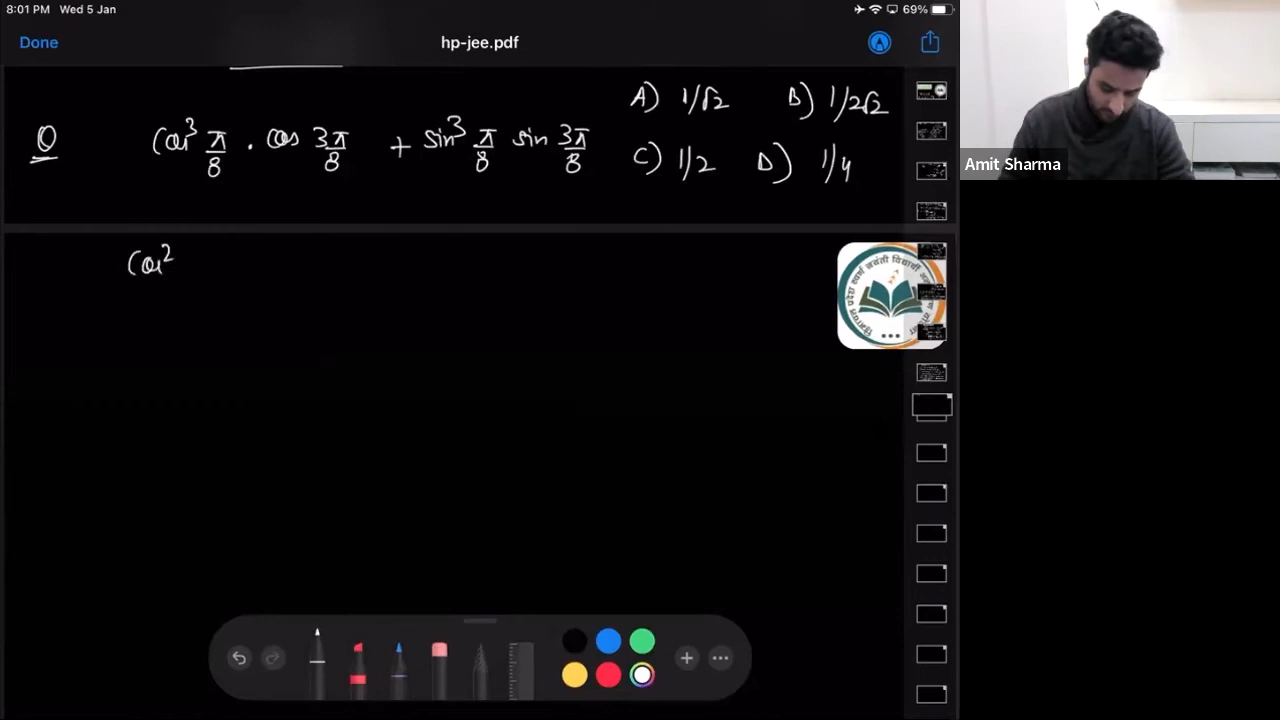 8:01 PM Wed 5 Jan
69%
Done
hp-jee.pdf
Q cos³ π/8 . cos 3π/8 + sin³ π/8 sin 3π/8
A) 1/√2 B) 1/2√2
C) 1/2 D) 1/4
cos²
Amit Sharma